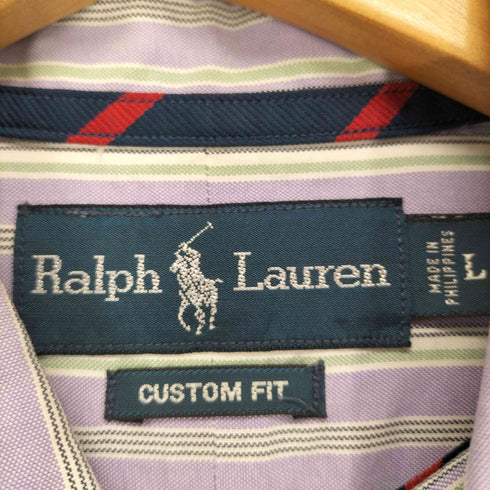 Ralph Lauren
MADE IN
PHILIPPINES
L
CUSTOM FIT